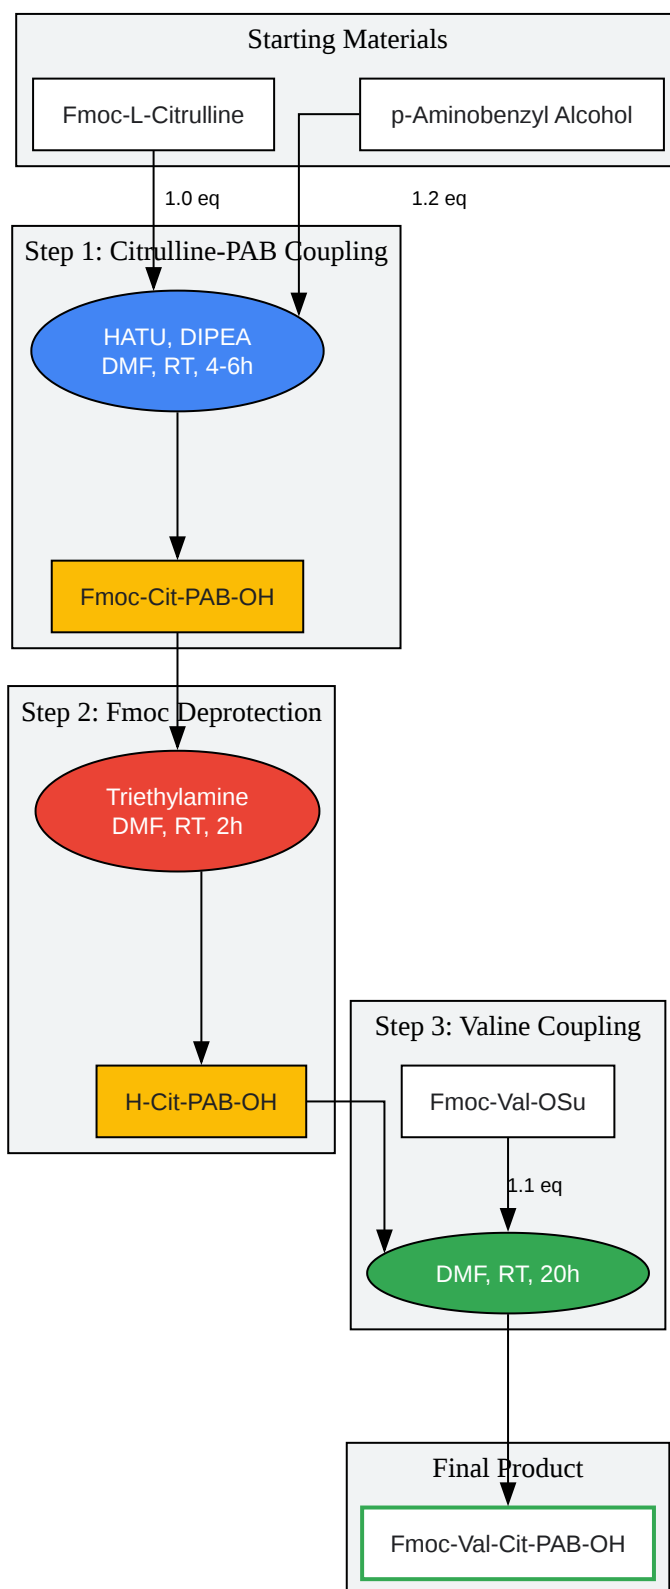 Starting Materials
Fmoc-L-Citrulline
p-Aminobenzyl Alcohol
1.0 eq
1.2 eq
Step 1: Citrulline-PAB Coupling
HATU, DIPEA
DMF, RT, 4-6h
Fmoc-Cit-PAB-OH
Step 2: Fmoc Deprotection
Triethylamine
DMF, RT, 2h
H-Cit-PAB-OH
Step 3: Valine Coupling
Fmoc-Val-OSu
1.1 eq
DMF, RT, 20h
Final Product
Fmoc-Val-Cit-PAB-OH